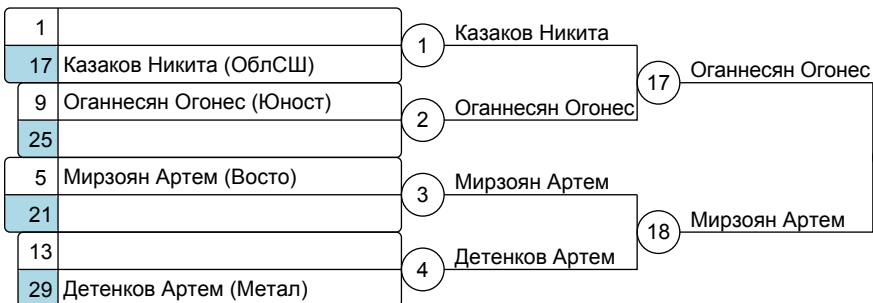 1
17 Казаков Никита (ОблСШ)
9 Оганнесян Огонес (Юност)
25
5 Мирзоян Артем (Восто)
21
13
29 Детенков Артем (Метал)
1 Казаков Никита
2 Оганнесян Огонес
3 Мирзоян Артем
4 Детенков Артем
17 Оганнесян Огонес
18 Мирзоян Артем